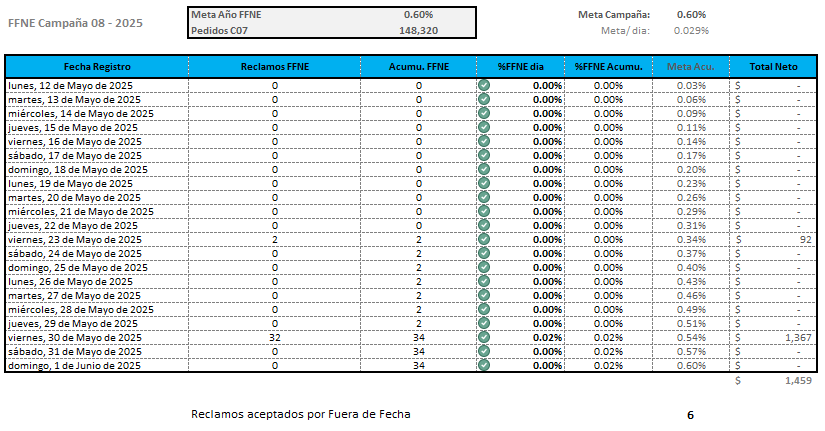 FFNE Campaña 08 - 2025
Meta Año FFNE 0.60%
Pedidos C07 148,320
Meta Campaña: 0.60%
Meta/ dia: 0.029%
Fecha Registro Reclamos FFNE Acumu. FFNE %FFNE dia %FFNE Acumu. Meta Acu. Total Neto
lunes, 12 de Mayo de 2025 0 0 0.00% 0.00% 0.03% $ -
martes, 13 de Mayo de 2025 0 0 0.00% 0.00% 0.06% $ -
miércoles, 14 de Mayo de 2025 0 0 0.00% 0.00% 0.09% $ -
jueves, 15 de Mayo de 2025 0 0 0.00% 0.00% 0.11% $ -
viernes, 16 de Mayo de 2025 0 0 0.00% 0.00% 0.14% $ -
sábado, 17 de Mayo de 2025 0 0 0.00% 0.00% 0.17% $ -
domingo, 18 de Mayo de 2025 0 0 0.00% 0.00% 0.20% $ -
lunes, 19 de Mayo de 2025 0 0 0.00% 0.00% 0.23% $ -
martes, 20 de Mayo de 2025 0 0 0.00% 0.00% 0.26% $ -
miércoles, 21 de Mayo de 2025 0 0 0.00% 0.00% 0.29% $ -
jueves, 22 de Mayo de 2025 0 0 0.00% 0.00% 0.31% $ -
viernes, 23 de Mayo de 2025 2 2 0.00% 0.00% 0.34% $ 92
sábado, 24 de Mayo de 2025 0 2 0.00% 0.00% 0.37% $ -
domingo, 25 de Mayo de 2025 0 2 0.00% 0.00% 0.40% $ -
lunes, 26 de Mayo de 2025 0 2 0.00% 0.00% 0.43% $ -
martes, 27 de Mayo de 2025 0 2 0.00% 0.00% 0.46% $ -
miércoles, 28 de Mayo de 2025 0 2 0.00% 0.00% 0.49% $ -
jueves, 29 de Mayo de 2025 0 2 0.00% 0.00% 0.51% $ -
viernes, 30 de Mayo de 2025 32 34 0.02% 0.02% 0.54% $ 1,367
sábado, 31 de Mayo de 2025 0 34 0.00% 0.02% 0.57% $ -
domingo, 1 de Junio de 2025 0 34 0.00% 0.02% 0.60% $ -
$ 1,459
Reclamos aceptados por Fuera de Fecha 6